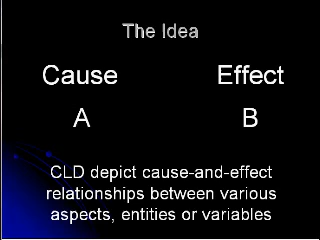 The Idea
Cause Effect
A B
CLD depict cause-and-effect
relationships between various
aspects, entities or variables